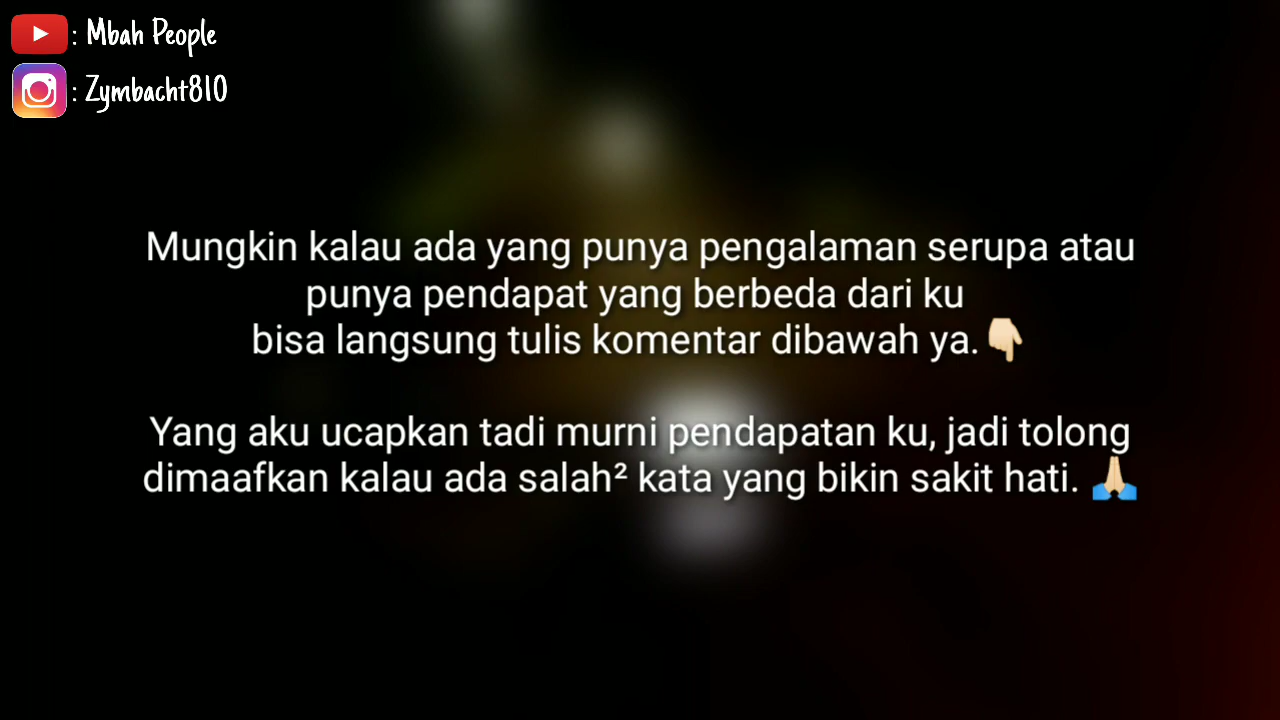 : Mbah People
: Zymbacht810
Mungkin kalau ada yang punya pengalaman serupa atau
punya pendapat yang berbeda dari ku
bisa langsung tulis komentar dibawah ya.👇🏻
Yang aku ucapkan tadi murni pendapatan ku, jadi tolong
dimaafkan kalau ada salah² kata yang bikin sakit hati. 🙏🏻